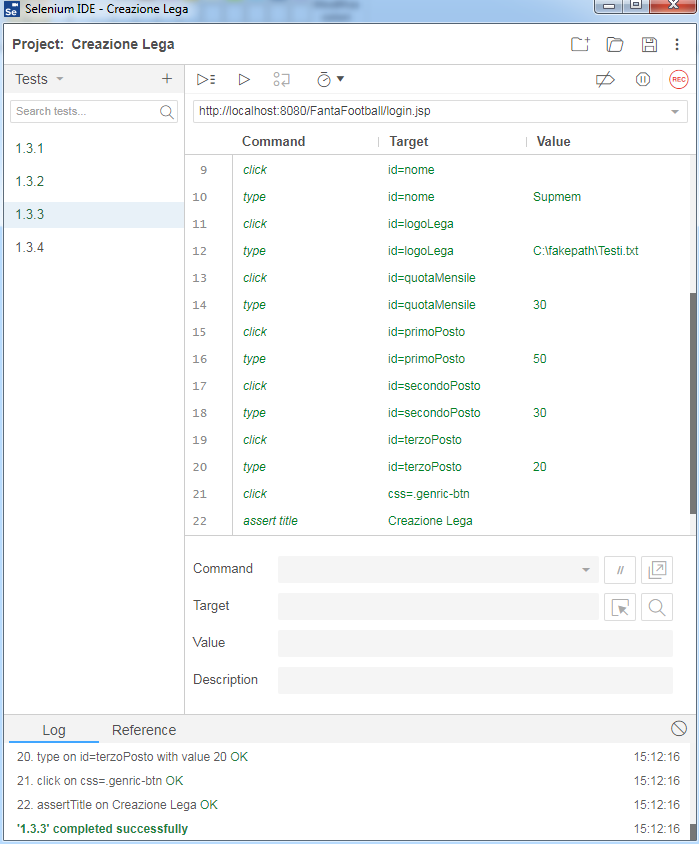 Se Selenium IDE - Creazione Lega
Project: Creazione Lega
Tests
Search tests...
1.3.1
1.3.2
1.3.3
1.3.4
REC
http://localhost:8080/FantaFootball/login.jsp
Command Target Value
9 click id=nome
10 type id=nome Supmem
11 click id=logoLega
12 type id=logoLega C:\fakepath\Testi.txt
13 click id=quotaMensile
14 type id=quotaMensile 30
15 click id=primoPosto
16 type id=primoPosto 50
17 click id=secondoPosto
18 type id=secondoPosto 30
19 click id=terzoPosto
20 type id=terzoPosto 20
21 click css=.genric-btn
22 assert title Creazione Lega
Command //
Target
Value
Description
Log Reference
20. type on id=terzoPosto with value 20 OK 15:12:16
21. click on css=.genric-btn OK 15:12:16
22. assertTitle on Creazione Lega OK 15:12:16
'1.3.3' completed successfully 15:12:16